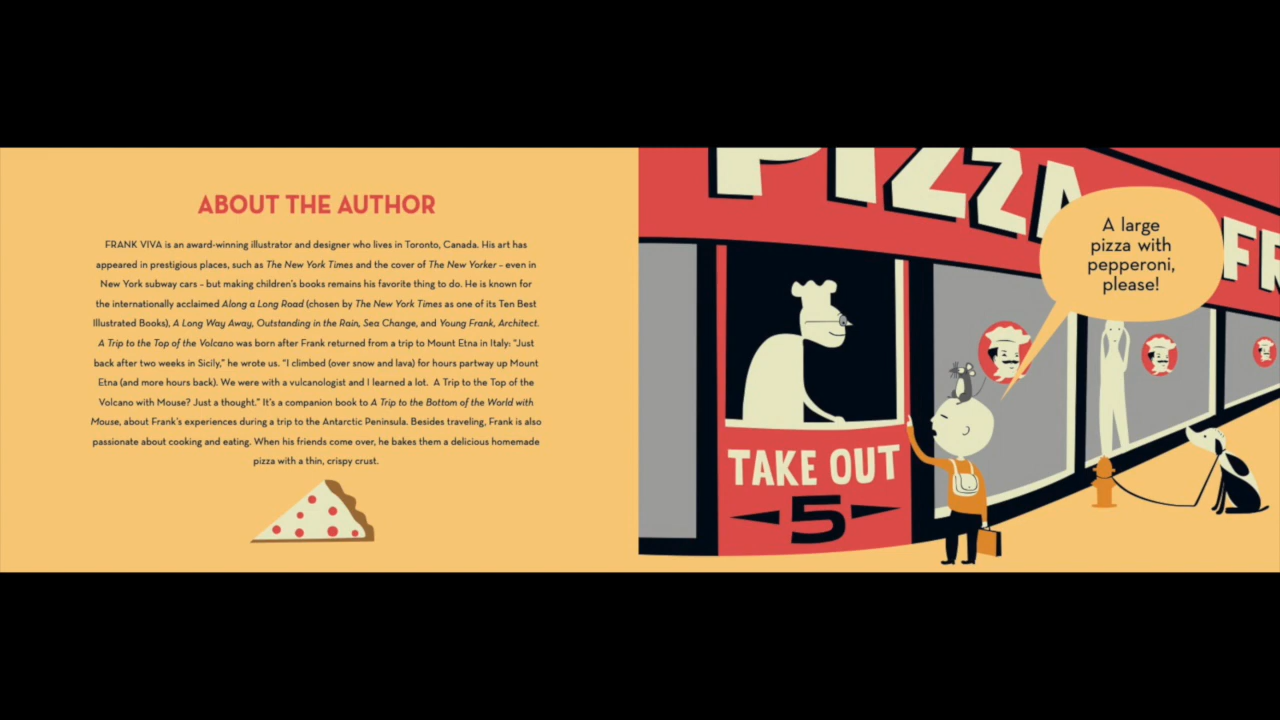 ABOUT THE AUTHOR
FRANK VIVA is an award-winning illustrator and designer who lives in Toronto, Canada. His art has
appeared in prestigious places, such as The New York Times and the cover of The New Yorker – even in
New York subway cars – but making children's books remains his favorite thing to do. He is known for
the internationally acclaimed Along a Long Road (chosen by The New York Times as one of its Ten Best
Illustrated Books), A Long Way Away, Outstanding in the Rain, Sea Change, and Young Frank, Architect.
A Trip to the Top of the Volcano was born after Frank returned from a trip to Mount Etna in Italy: "Just
back after two weeks in Sicily," he wrote us. "I climbed (over snow and lava) for hours partway up Mount
Etna (and more hours back). We were with a vulcanologist and I learned a lot. A Trip to the Top of the
Volcano with Mouse? Just a thought." It's a companion book to A Trip to the Bottom of the World with
Mouse, about Frank's experiences during a trip to the Antarctic Peninsula. Besides traveling, Frank is also
passionate about cooking and eating. When his friends come over, he bakes them a delicious homemade
pizza with a thin, crispy crust.
PIZZA FR
A large
pizza with
pepperoni,
please!
TAKE OUT
5